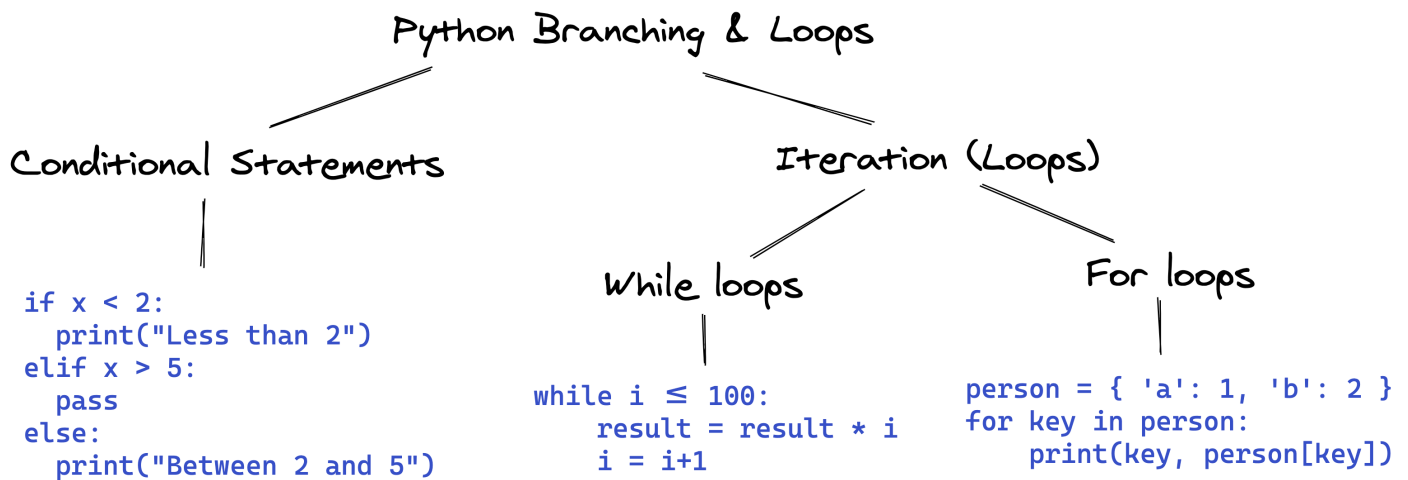 Python Branching & Loops
Conditional Statements
if x < 2:
  print("Less than 2")
elif x > 5:
  pass
else:
  print("Between 2 and 5")
Iteration (Loops)
While loops
while i ≤ 100:
    result = result * i
    i = i+1
For loops
person = { 'a': 1, 'b': 2 }
for key in person:
    print(key, person[key])